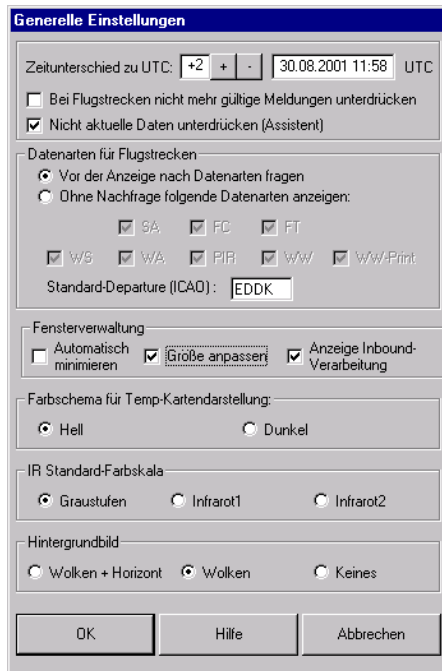 Generelle Einstellungen
Zeitunterschied zu UTC: +2 + - 30.08.2001 11:58 UTC
Bei Flugstrecken nicht mehr gültige Meldungen unterdrücken
Nicht aktuelle Daten unterdrücken (Assistent)
Datenarten für Flugstrecken
Vor der Anzeige nach Datenarten fragen
Ohne Nachfrage folgende Datenarten anzeigen:
SA FC FT
WS WA PIR WW WW-Print
Standard-Departure (ICAO) : EDDK
Fensterverwaltung
Automatisch minimieren Größe anpassen Anzeige Inbound-Verarbeitung
Farbschema für Temp-Kartendarstellung:
Hell Dunkel
IR Standard-Farbskala
Graustufen Infrarot1 Infrarot2
Hintergrundbild
Wolken + Horizont Wolken Keines
OK Hilfe Abbrechen